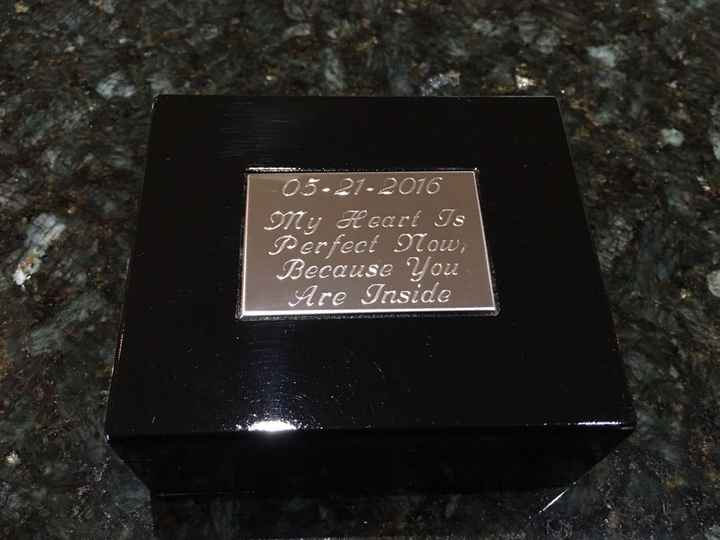 05-21-2016
My Heart Is
Perfect Now,
Because You
Are Inside